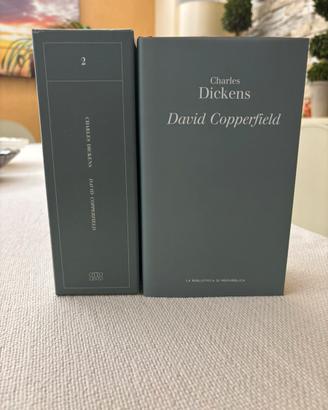 2
CHARLES DICKENS DAVID COPPERFIELD
Charles
Dickens
David Copperfield
LA BIBLIOTECA DI REPUBBLICA